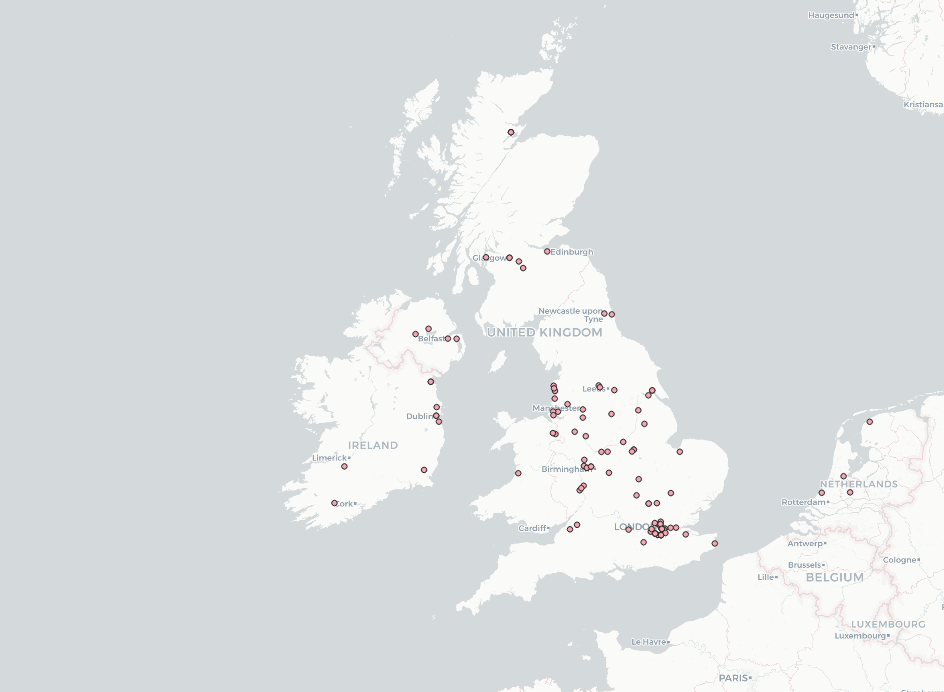 Haugesund
Stavanger
Kristiansa
Glasgow
Edinburgh
Newcastle upon
Tyne
UNITED KINGDOM
Belfast
Leeds
Manchester
Dublin
IRELAND
Limerick
Birmingham
NETHERLANDS
Rotterdam
Cork
Cardiff
LONDON
Antwerp
Cologne
Brussels
Lille
BELGIUM
LUXEMBOURG
Luxembourg
Le Havre
PARIS